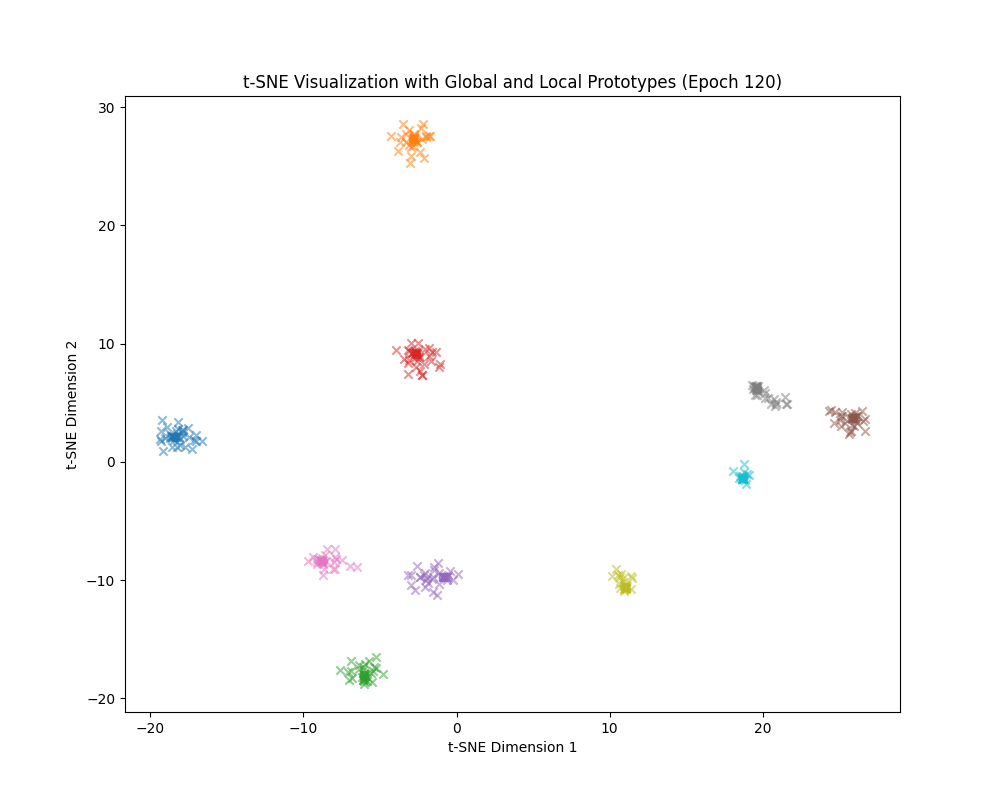 t-SNE Visualization with Global and Local Prototypes (Epoch 120)
30
20
10
0
−10
−20
t-SNE Dimension 2
−20 −10 0 10 20
t-SNE Dimension 1